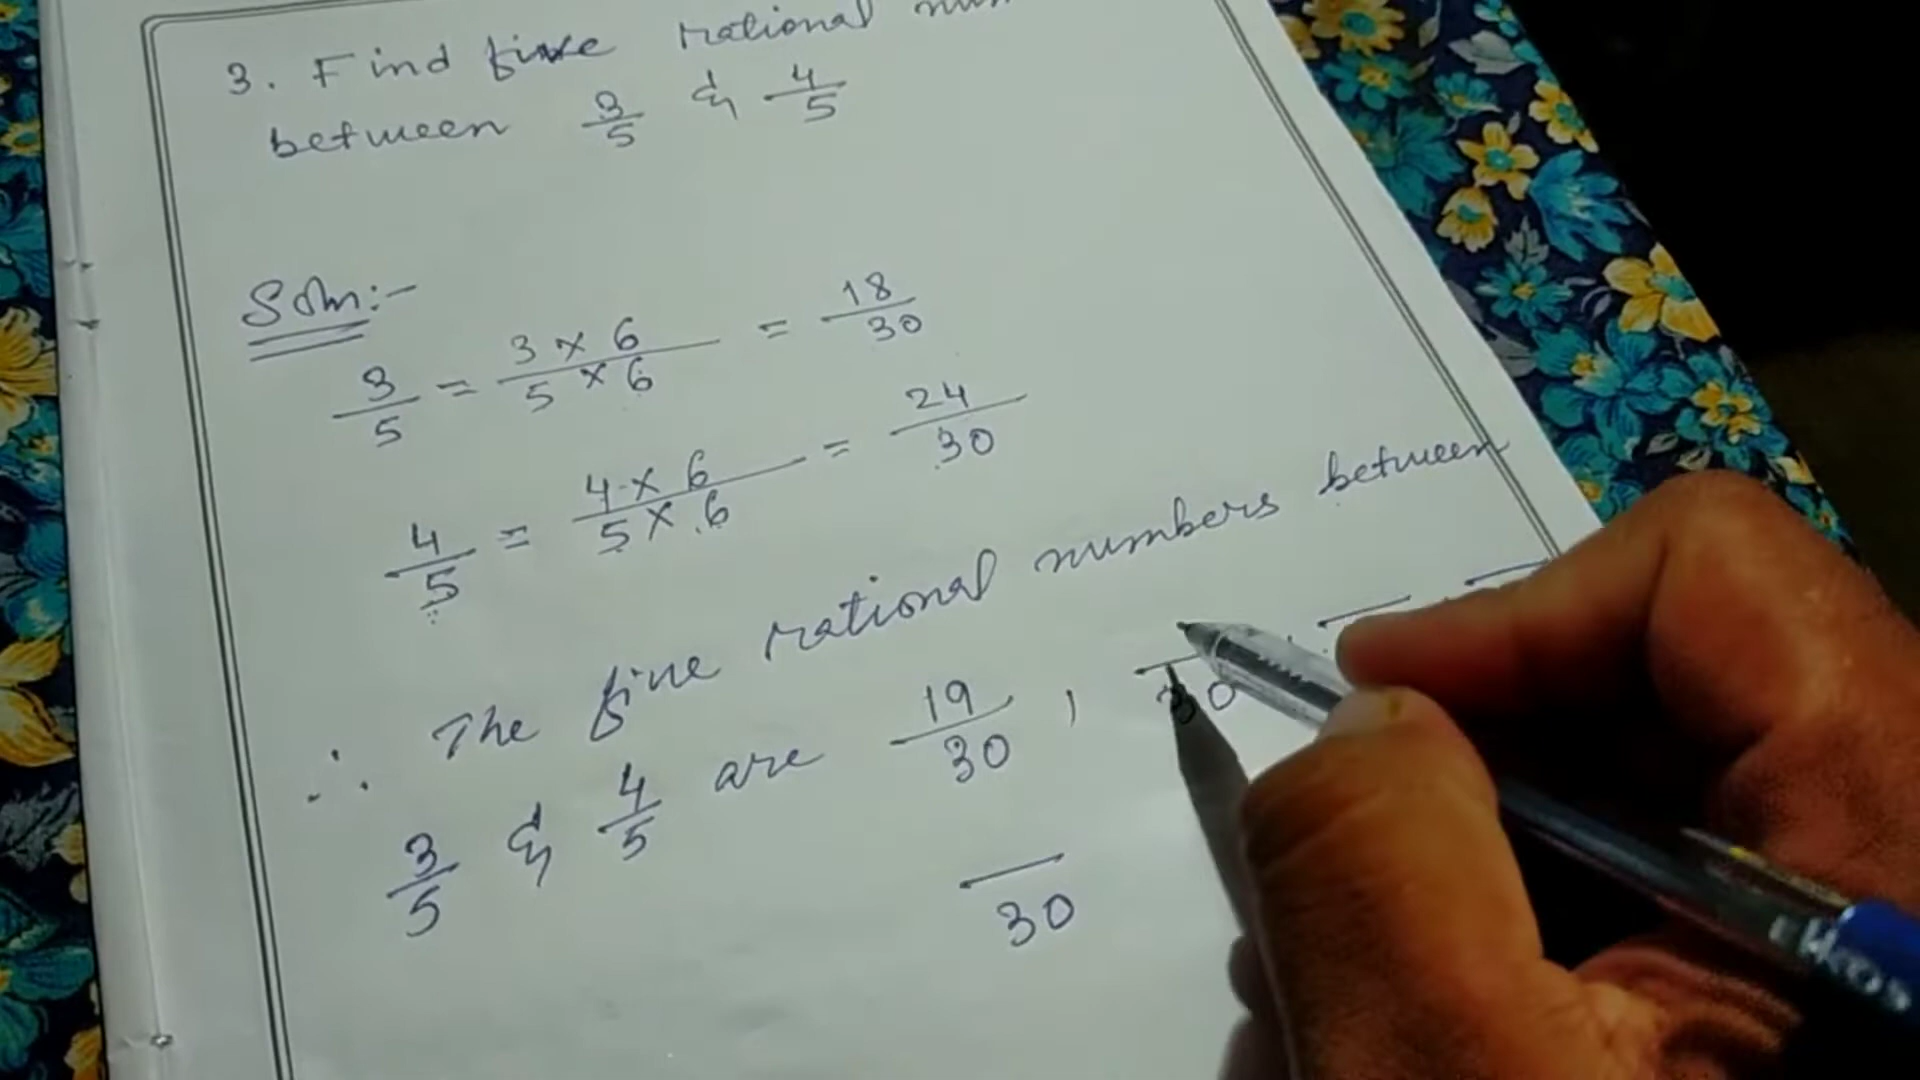 3. Find five rational
between 3/5 & 4/5
Soln:-
3/5 = 3 × 6 / 5 × 6 = 18/30
4/5 = 4 × 6 / 5 × 6 = 24/30
∴ The five rational numbers between
3/5 & 4/5 are 19/30 , /30
/30